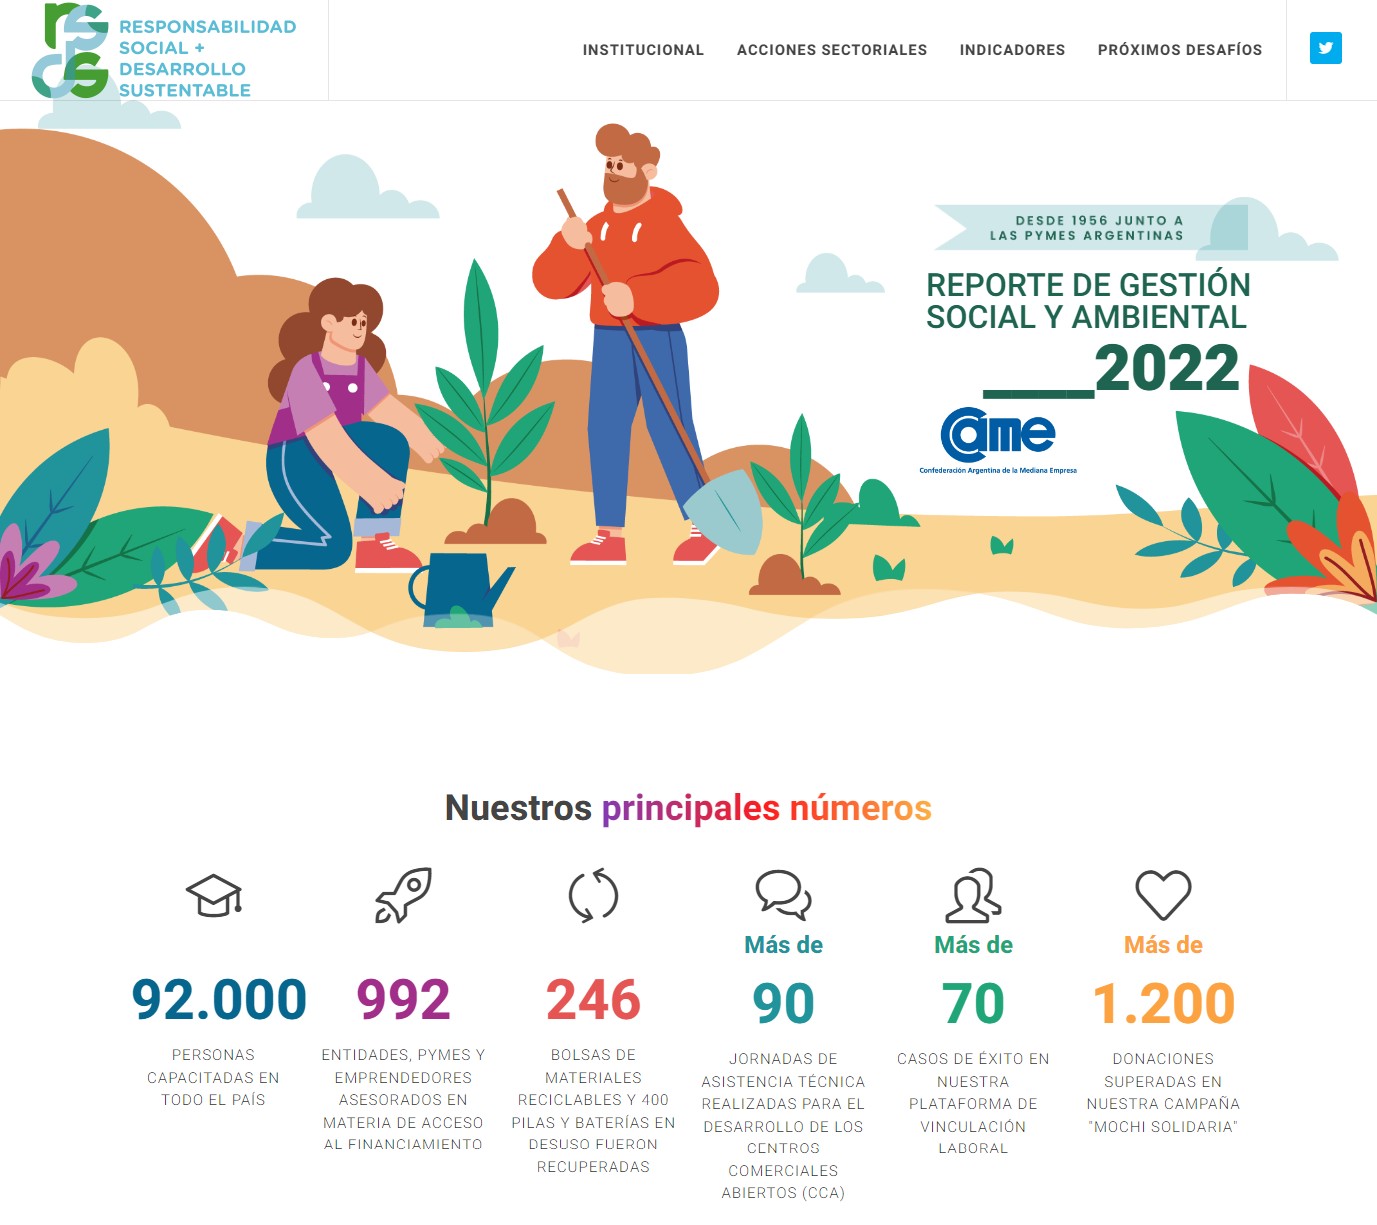 RESPONSABILIDAD
SOCIAL +
DESARROLLO
SUSTENTABLE
INSTITUCIONAL
ACCIONES SECTORIALES
INDICADORES
PRÓXIMOS DESAFÍOS
DESDE 1956 JUNTO A
LAS PYMES ARGENTINAS
REPORTE DE GESTIÓN
SOCIAL Y AMBIENTAL
____2022
Came
Confederación Argentina de la Mediana Empresa
Nuestros principales números
92.000
PERSONAS
CAPACITADAS EN
TODO EL PAÍS
992
ENTIDADES, PYMES Y
EMPRENDEDORES
ASESORADOS EN
MATERIA DE ACCESO
AL FINANCIAMIENTO
246
BOLSAS DE
MATERIALES
RECICLABLES Y 400
PILAS Y BATERÍAS EN
DESUSO FUERON
RECUPERADAS
Más de
90
JORNADAS DE
ASISTENCIA TÉCNICA
REALIZADAS PARA EL
DESARROLLO DE LOS
CENTROS
COMERCIALES
ABIERTOS (CCA)
Más de
70
CASOS DE ÉXITO EN
NUESTRA
PLATAFORMA DE
VINCULACIÓN
LABORAL
Más de
1.200
DONACIONES
SUPERADAS EN
NUESTRA CAMPAÑA
"MOCHI SOLIDARIA"